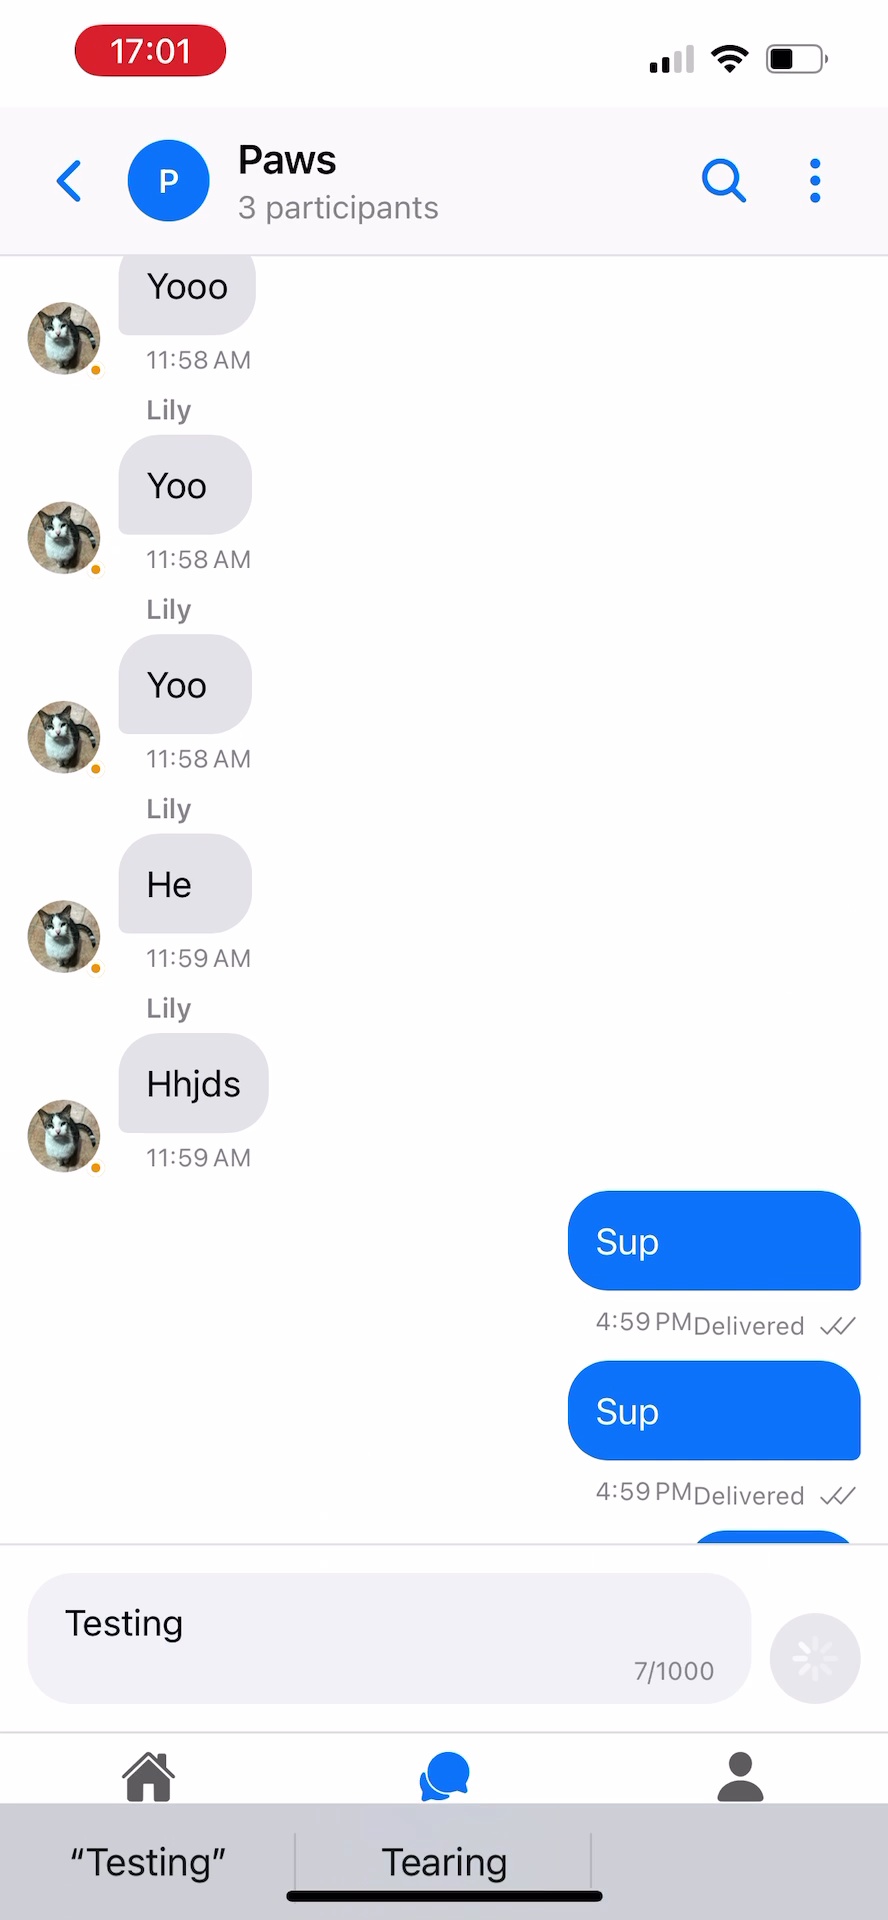 17:01
P
Paws
3 participants
Yooo
11:58 AM
Lily
Yoo
11:58 AM
Lily
Yoo
11:58 AM
Lily
He
11:59 AM
Lily
Hhjds
11:59 AM
Sup
4:59 PM Delivered
Sup
4:59 PM Delivered
Testing
7/1000
“Testing” Tearing